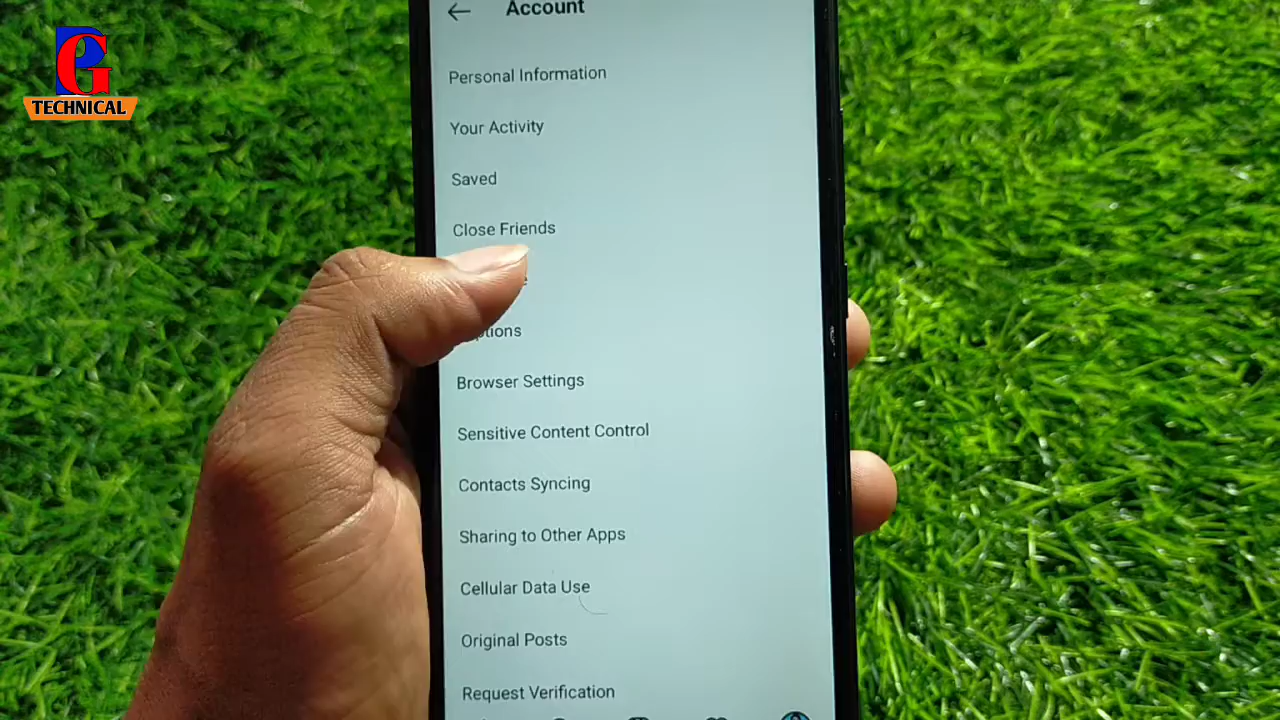 PG
TECHNICAL
Account
Personal Information
Your Activity
Saved
Close Friends
Browser Settings
Sensitive Content Control
Contacts Syncing
Sharing to Other Apps
Cellular Data Use
Original Posts
Request Verification